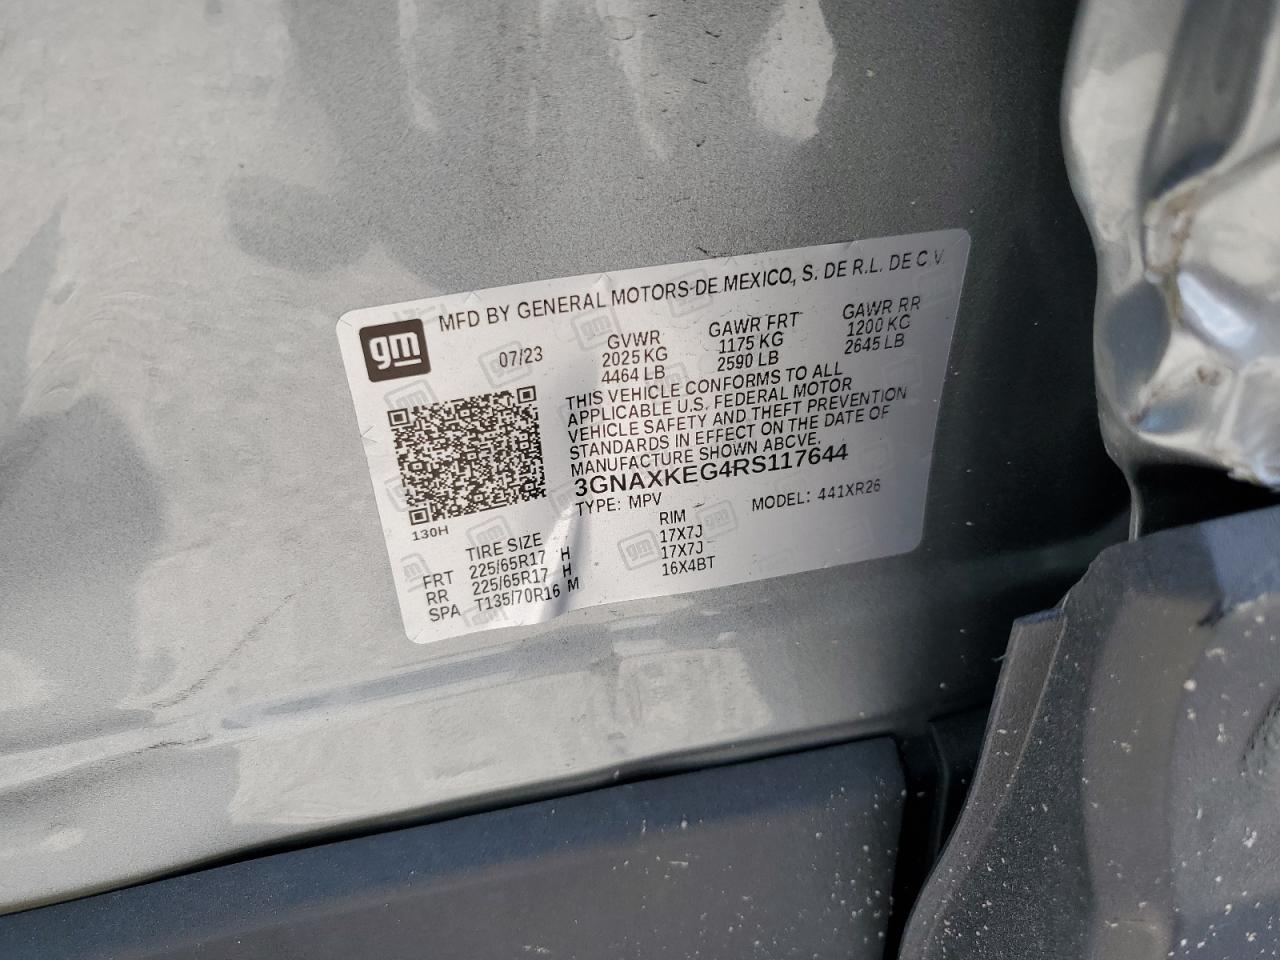 gm
MFD BY GENERAL MOTORS DE MEXICO, S. DE R.L. DE C.V.
07/23
GVWR
2025 KG
4464 LB
GAWR FRT
1175 KG
2590 LB
GAWR RR
1200 KG
2645 LB
THIS VEHICLE CONFORMS TO ALL
APPLICABLE U.S. FEDERAL MOTOR
VEHICLE SAFETY AND THEFT PREVENTION
STANDARDS IN EFFECT ON THE DATE OF
MANUFACTURE SHOWN ABOVE.
3GNAXKEG4RS117644
TYPE: MPV
MODEL: 441XR26
130H
TIRE SIZE
RIM
FRT 225/65R17 H 17X7J
RR 225/65R17 H 17X7J
SPA T135/70R16 M 16X4BT